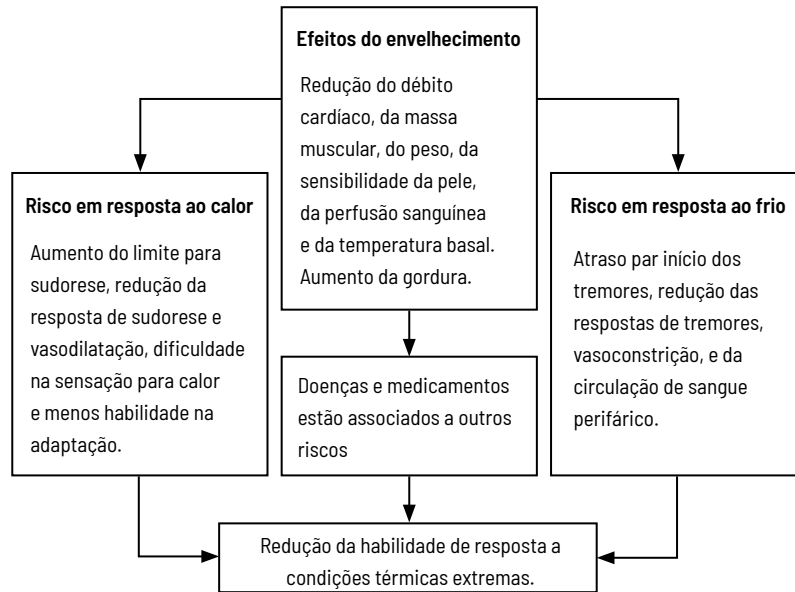 Efeitos do envelhecimento
Redução do débito
cardíaco, da massa
muscular, do peso, da
sensibilidade da pele,
da perfusão sanguínea
e da temperatura basal.
Aumento da gordura.
Risco em resposta ao calor
Aumento do limite para
sudorese, redução da
resposta de sudorese e
vasodilatação, dificuldade
na sensação para calor
e menos habilidade na
adaptação.
Doenças e medicamentos
estão associados a outros
riscos
Risco em resposta ao frio
Atraso par início dos
tremores, redução das
respostas de tremores,
vasoconstrição, e da
circulação de sangue
perifárico.
Redução da habilidade de resposta a
condições térmicas extremas.